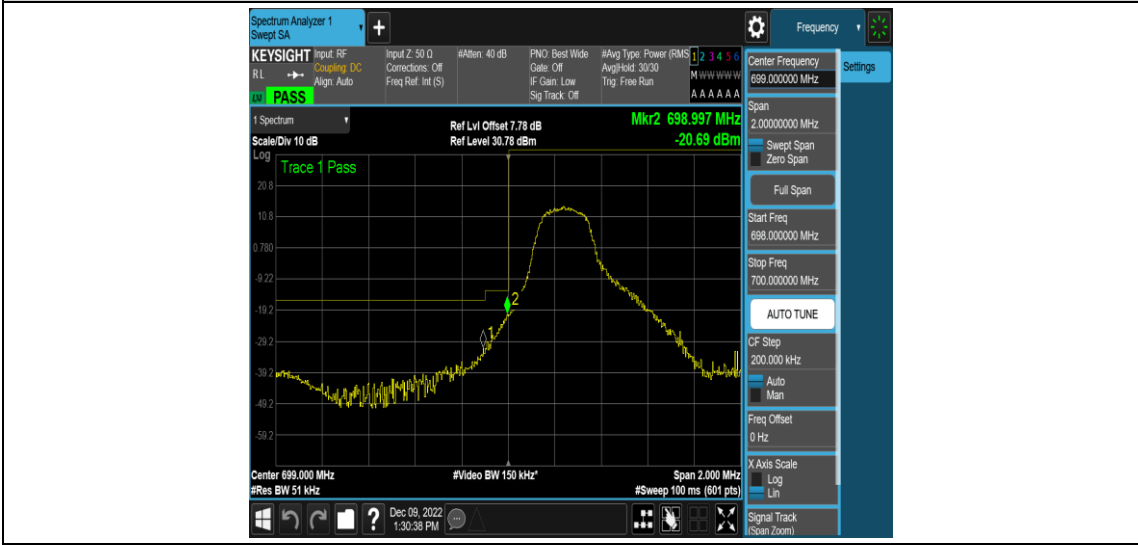 Spectrum Analyzer 1
Swept SA
+
Frequency
KEYSIGHT
RL
PASS
Input: RF
Coupling: DC
Align: Auto
Input Z: 50 Ω
Corrections: Off
Freq Ref: Int (S)
#Atten: 40 dB
PNO: Best Wide
Gate: Off
IF Gain: Low
Sig Track: Off
#Avg Type: Power (RMS
Avg|Hold: 30/30
Trig: Free Run
1 2 3 4 5 6
M W W W W W
A A A A A A
1 Spectrum
Scale/Div 10 dB
Ref Lvl Offset 7.78 dB
Ref Level 30.78 dBm
Mkr2 698.997 MHz
-20.69 dBm
Log
Trace 1 Pass
20.8
10.8
0.780
-9.22
-19.2
-29.2
-39.2
-49.2
-59.2
2
1
Center 699.000 MHz
#Video BW 150 kHz*
Span 2.000 MHz
#Res BW 51 kHz
#Sweep 100 ms (601 pts)
?
Dec 09, 2022
1:30:38 PM
Center Frequency
699.000000 MHz
Settings
Span
2.00000000 MHz
Swept Span
Zero Span
Full Span
Start Freq
698.000000 MHz
Stop Freq
700.000000 MHz
AUTO TUNE
CF Step
200.000 kHz
Auto
Man
Freq Offset
0 Hz
X Axis Scale
Log
Lin
Signal Track
(Span Zoom)